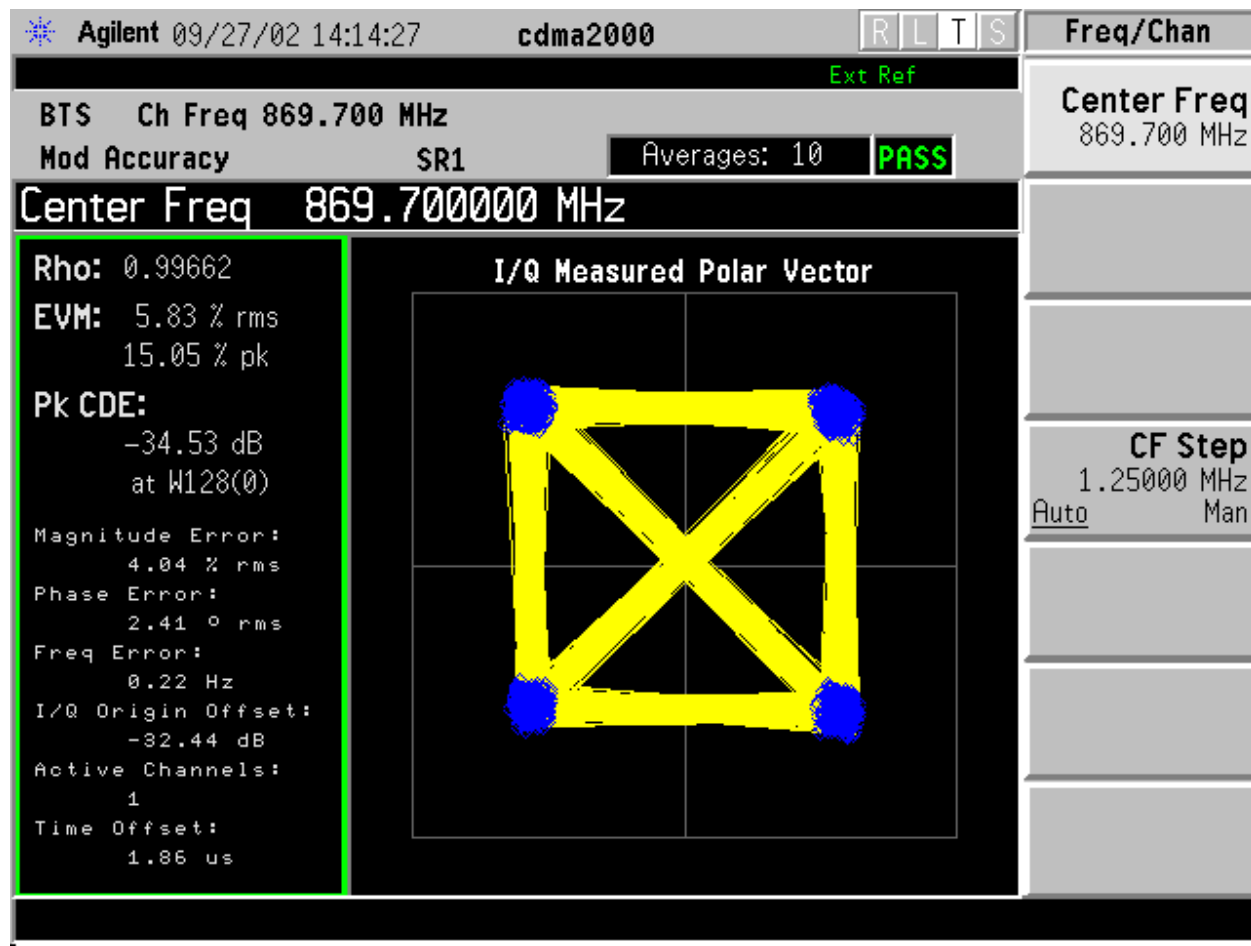 Agilent 09/27/02 14:14:27 cdma2000 R L T S Freq/Chan
Ext Ref
BTS Ch Freq 869.700 MHz
Mod Accuracy SR1 Averages: 10 PASS
Center Freq 869.700000 MHz
Rho: 0.99662
EVM: 5.83 % rms
15.05 % pk
Pk CDE:
-34.53 dB
at W128(0)
Magnitude Error:
4.04 % rms
Phase Error:
2.41 º rms
Freq Error:
0.22 Hz
I/Q Origin Offset:
-32.44 dB
Active Channels:
1
Time Offset:
1.86 us
I/Q Measured Polar Vector
Center Freq
869.700 MHz
CF Step
1.25000 MHz
Auto Man